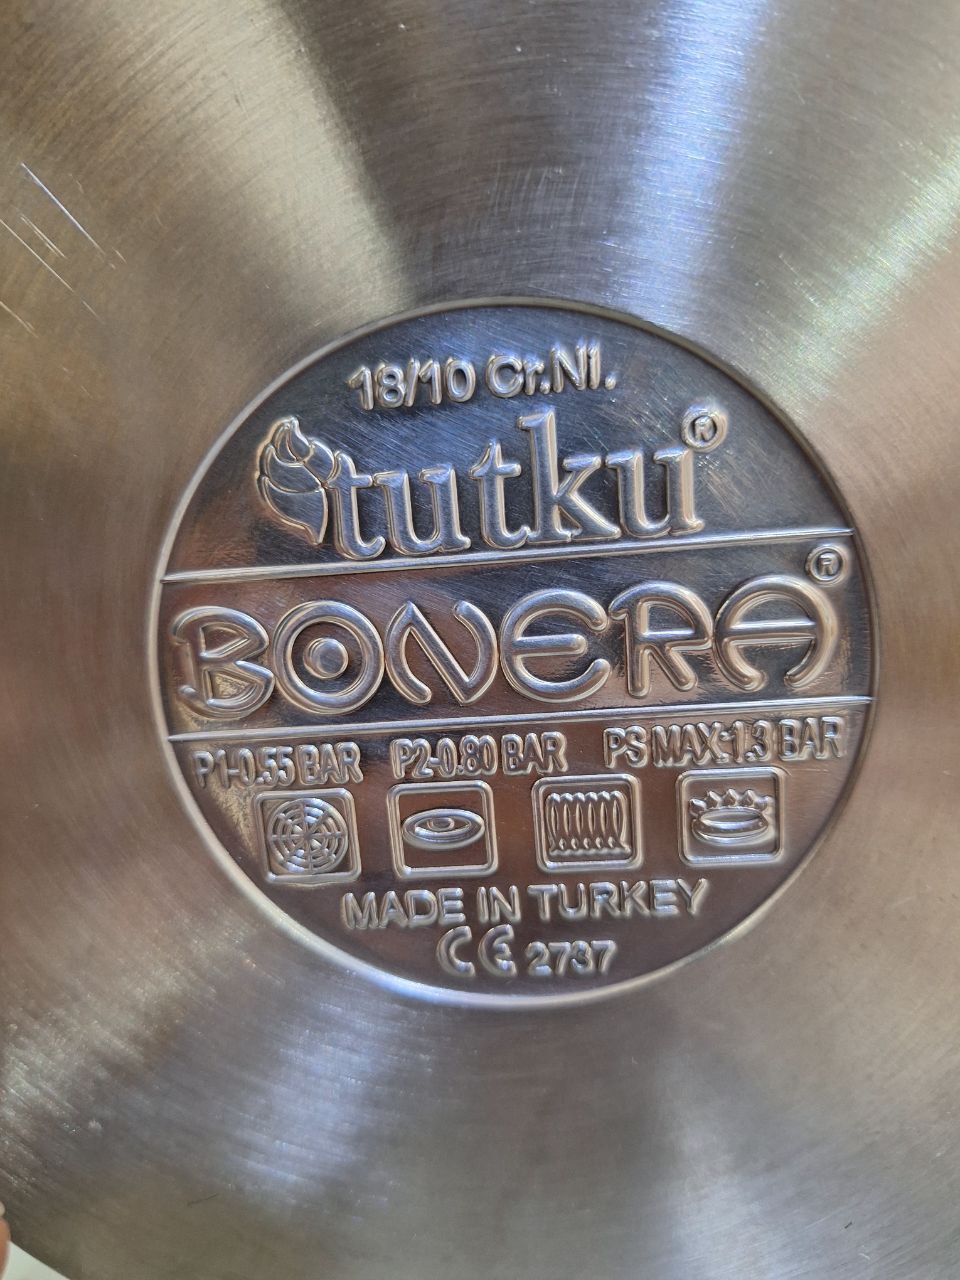 18/10 Cr.Ni.
tutku®
BONERA®
P1-0.55 BAR P2-0.80 BAR PS MAX:1.3 BAR
MADE IN TURKEY
CE 2737